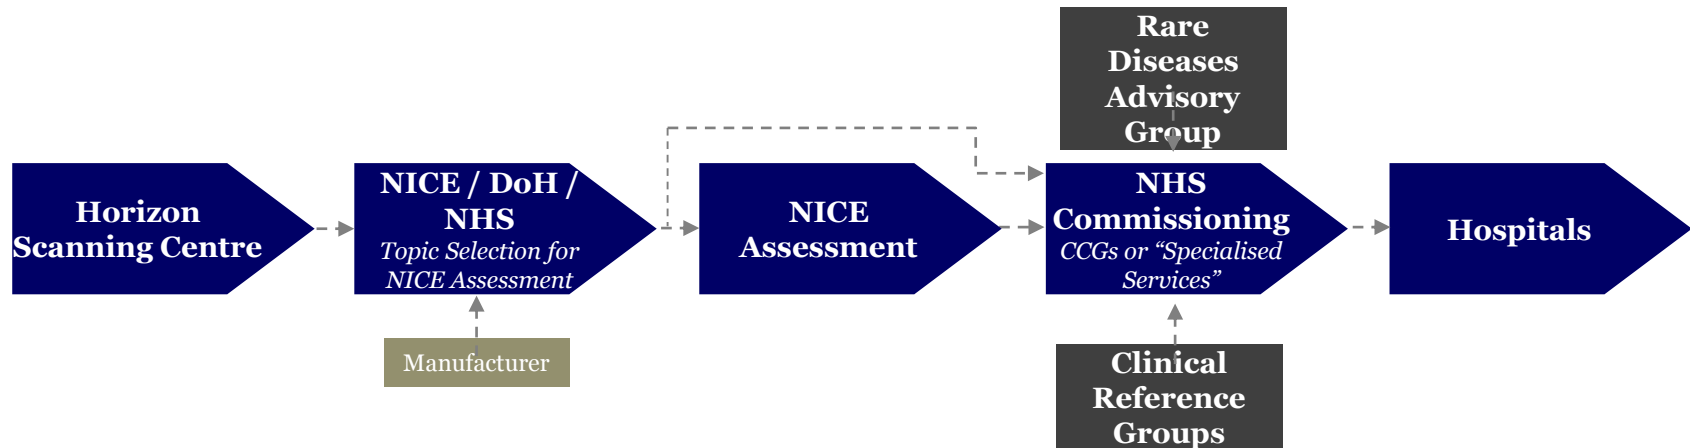 Rare
Diseases
Advisory
Group
Horizon
Scanning Centre
NICE / DoH /
NHS
Topic Selection for
NICE Assessment
NICE
Assessment
NHS
Commissioning
CCGs or “Specialised
Services”
Hospitals
Manufacturer
Clinical
Reference
Groups